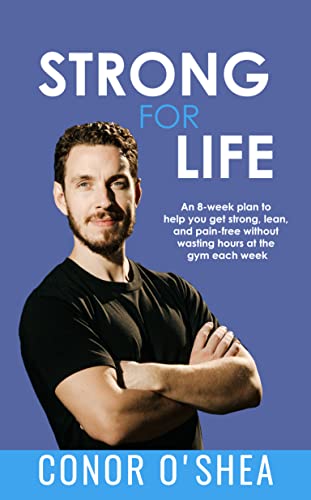 STRONG
FOR
LIFE
An 8-week plan to
help you get strong, lean,
and pain-free without
wasting hours at the
gym each week
CONOR O'SHEA